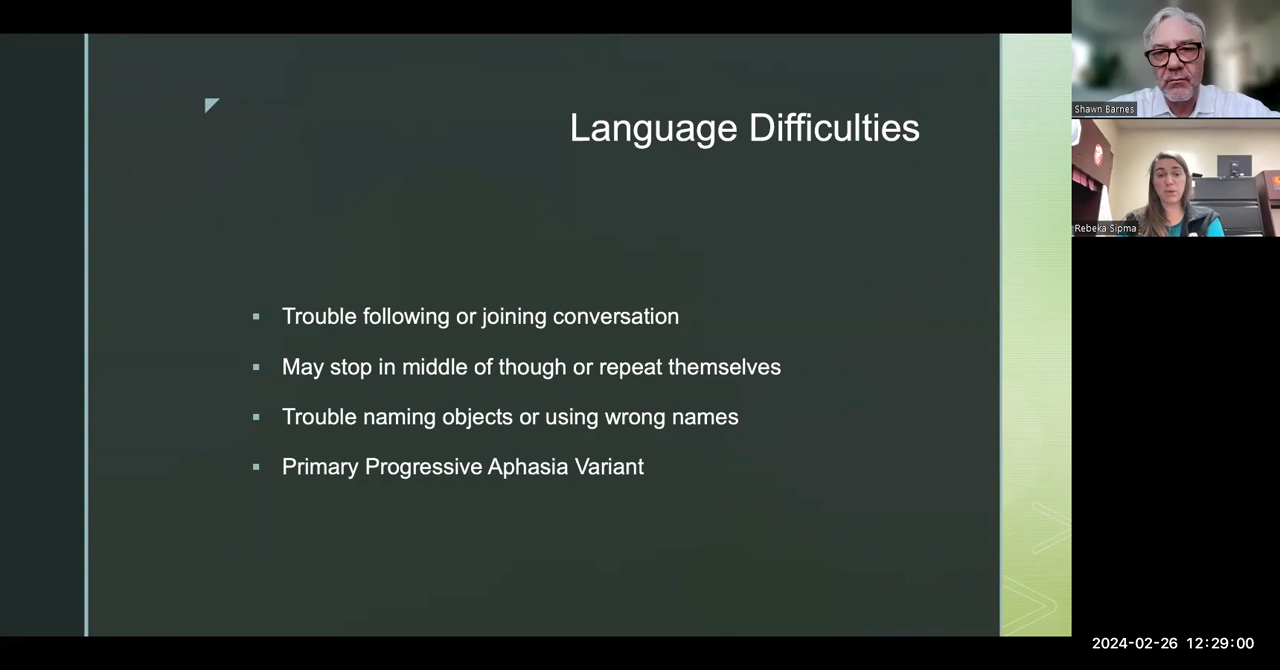 Language Difficulties
Trouble following or joining conversation
May stop in middle of though or repeat themselves
Trouble naming objects or using wrong names
Primary Progressive Aphasia Variant
Shawn Barnes
Rebeka Sipma
2024-02-26 12:29:00